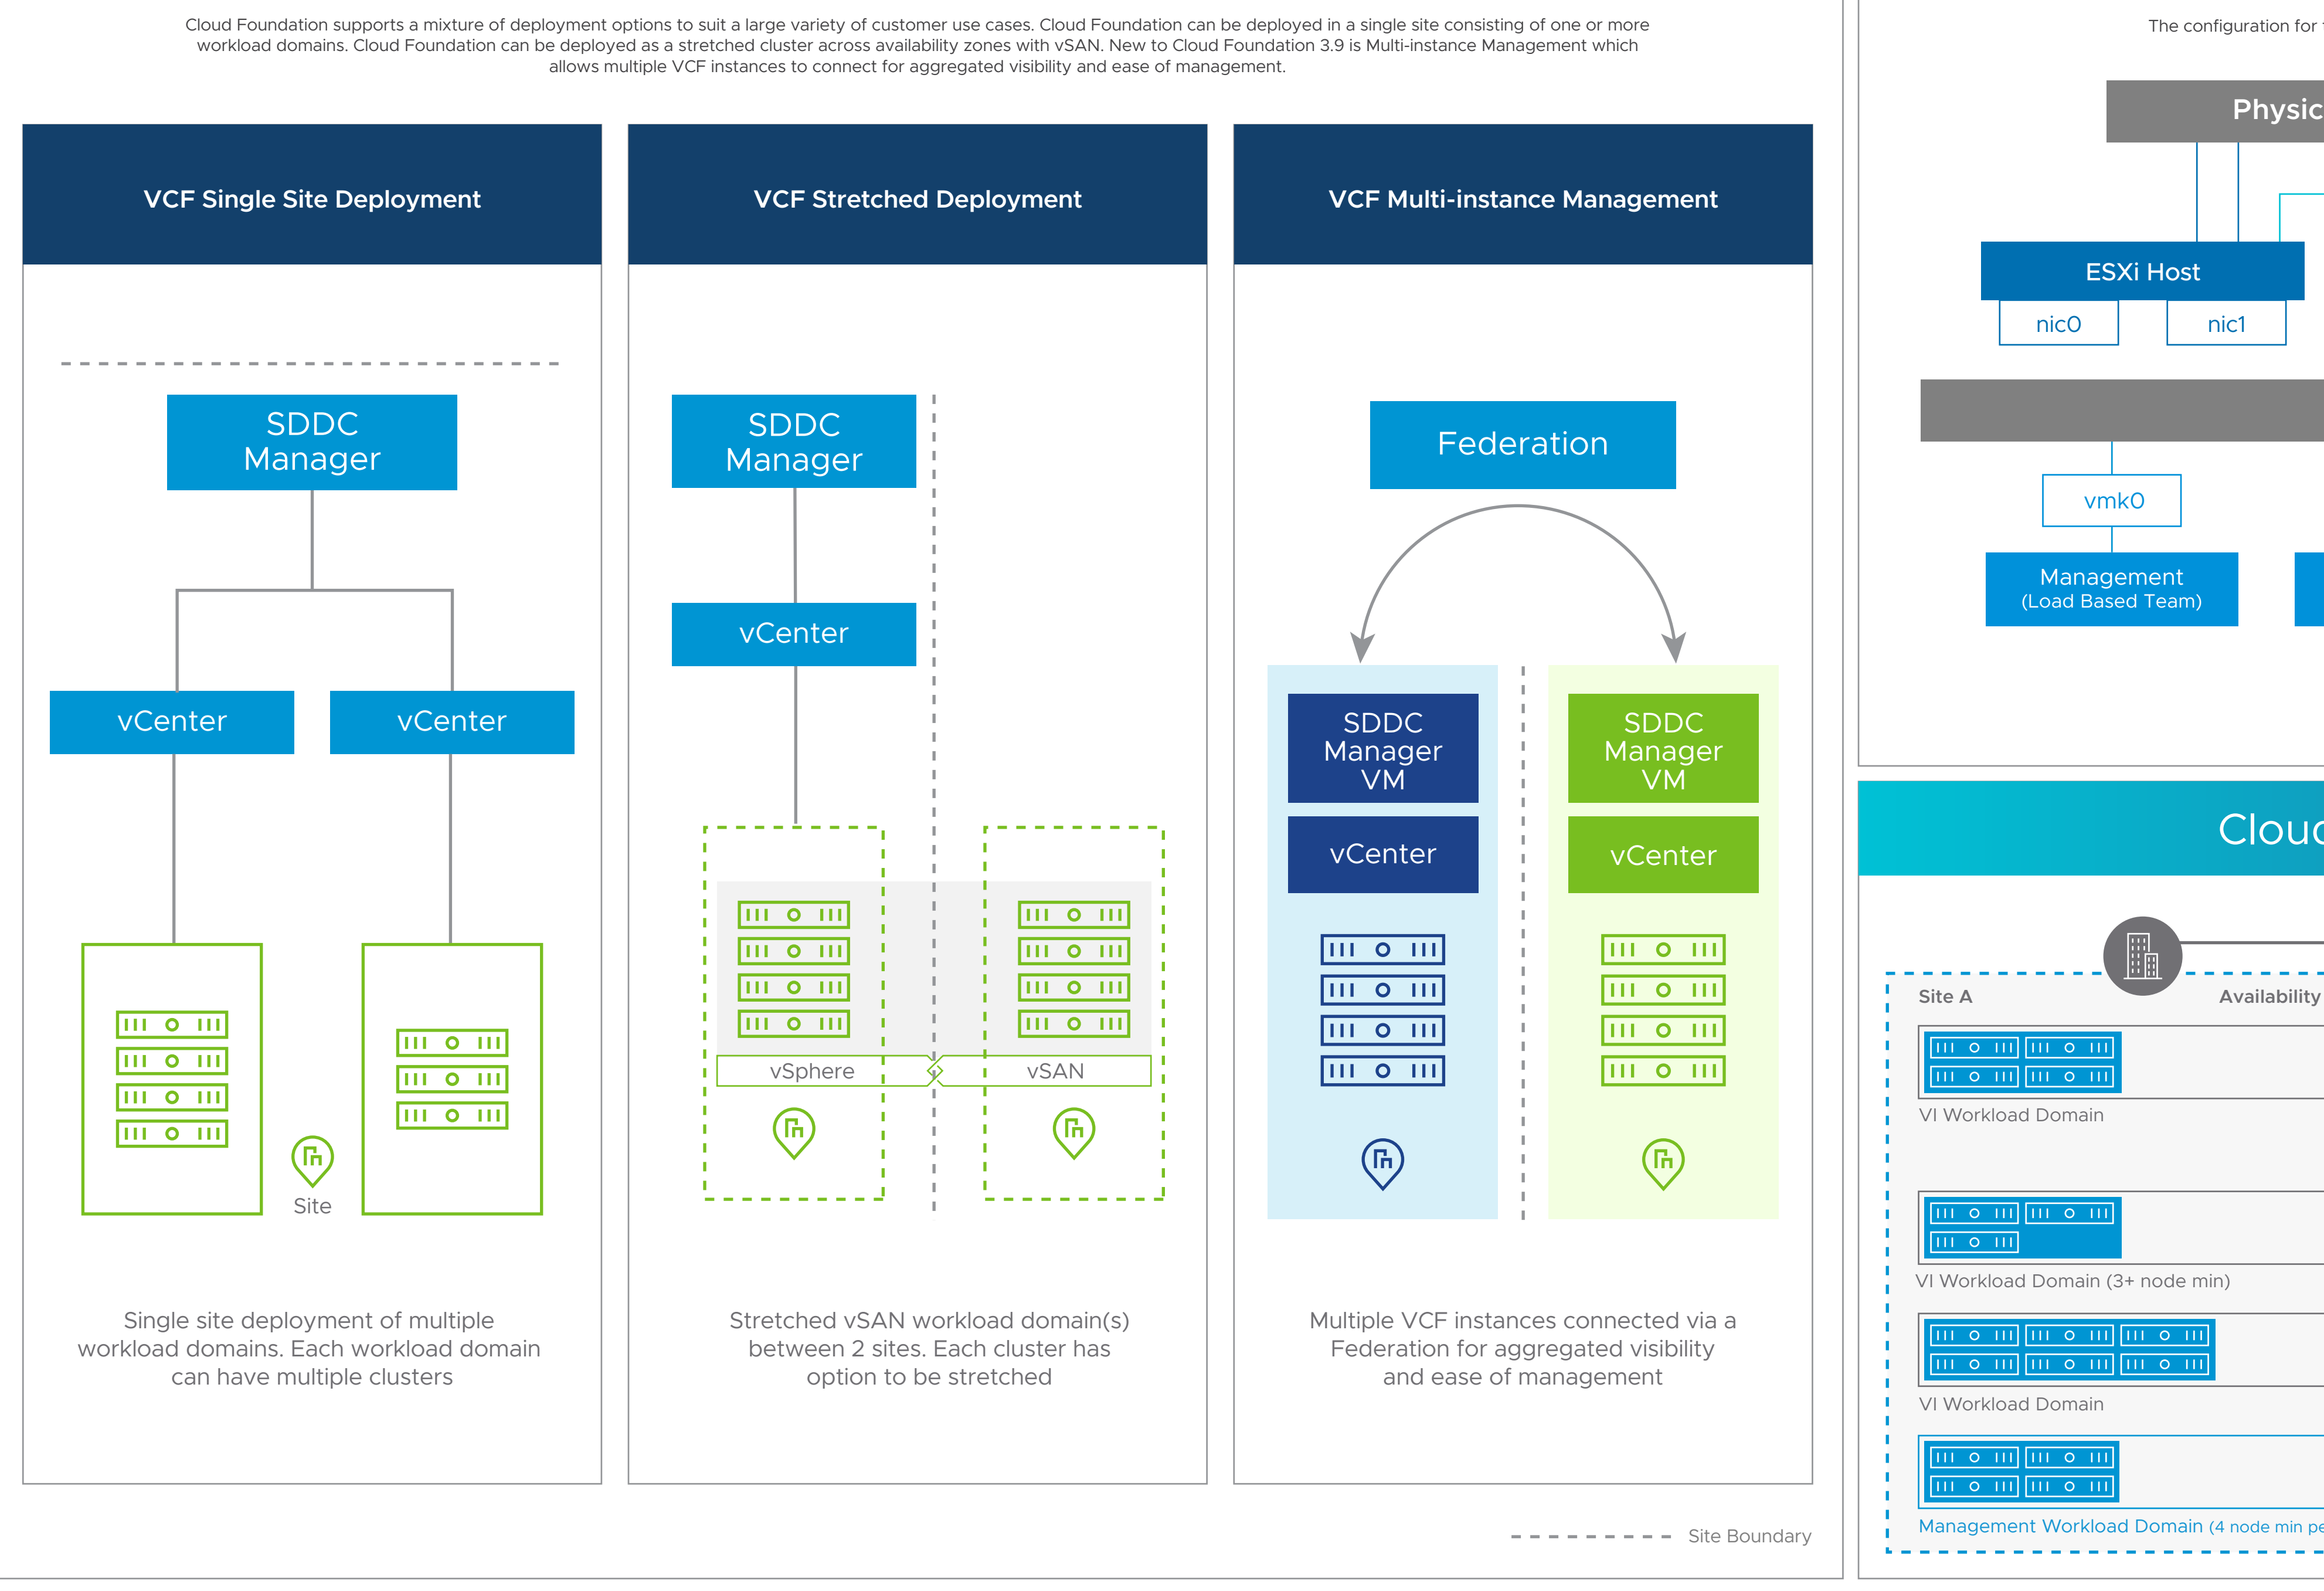 Cloud Foundation supports a mixture of deployment options to suit a large variety of customer use cases. Cloud Foundation can be deployed in a single site consisting of one or more
workload domains. Cloud Foundation can be deployed as a stretched cluster across availability zones with vSAN. New to Cloud Foundation 3.9 is Multi-instance Management which
allows multiple VCF instances to connect for aggregated visibility and ease of management.
VCF Single Site Deployment
SDDC
Manager
vCenter
vCenter
Site
Single site deployment of multiple
workload domains. Each workload domain
can have multiple clusters
VCF Stretched Deployment
SDDC
Manager
vCenter
vSphere
vSAN
Stretched vSAN workload domain(s)
between 2 sites. Each cluster has
option to be stretched
VCF Multi-instance Management
Federation
SDDC
Manager
VM
vCenter
SDDC
Manager
VM
vCenter
Multiple VCF instances connected via a
Federation for aggregated visibility
and ease of management
Site Boundary
The configuration for
Physic
ESXi Host
nic0
nic1
vmk0
Management
(Load Based Team)
Cloud
Site A
Availability
VI Workload Domain
VI Workload Domain (3+ node min)
VI Workload Domain
Management Workload Domain (4 node min pe